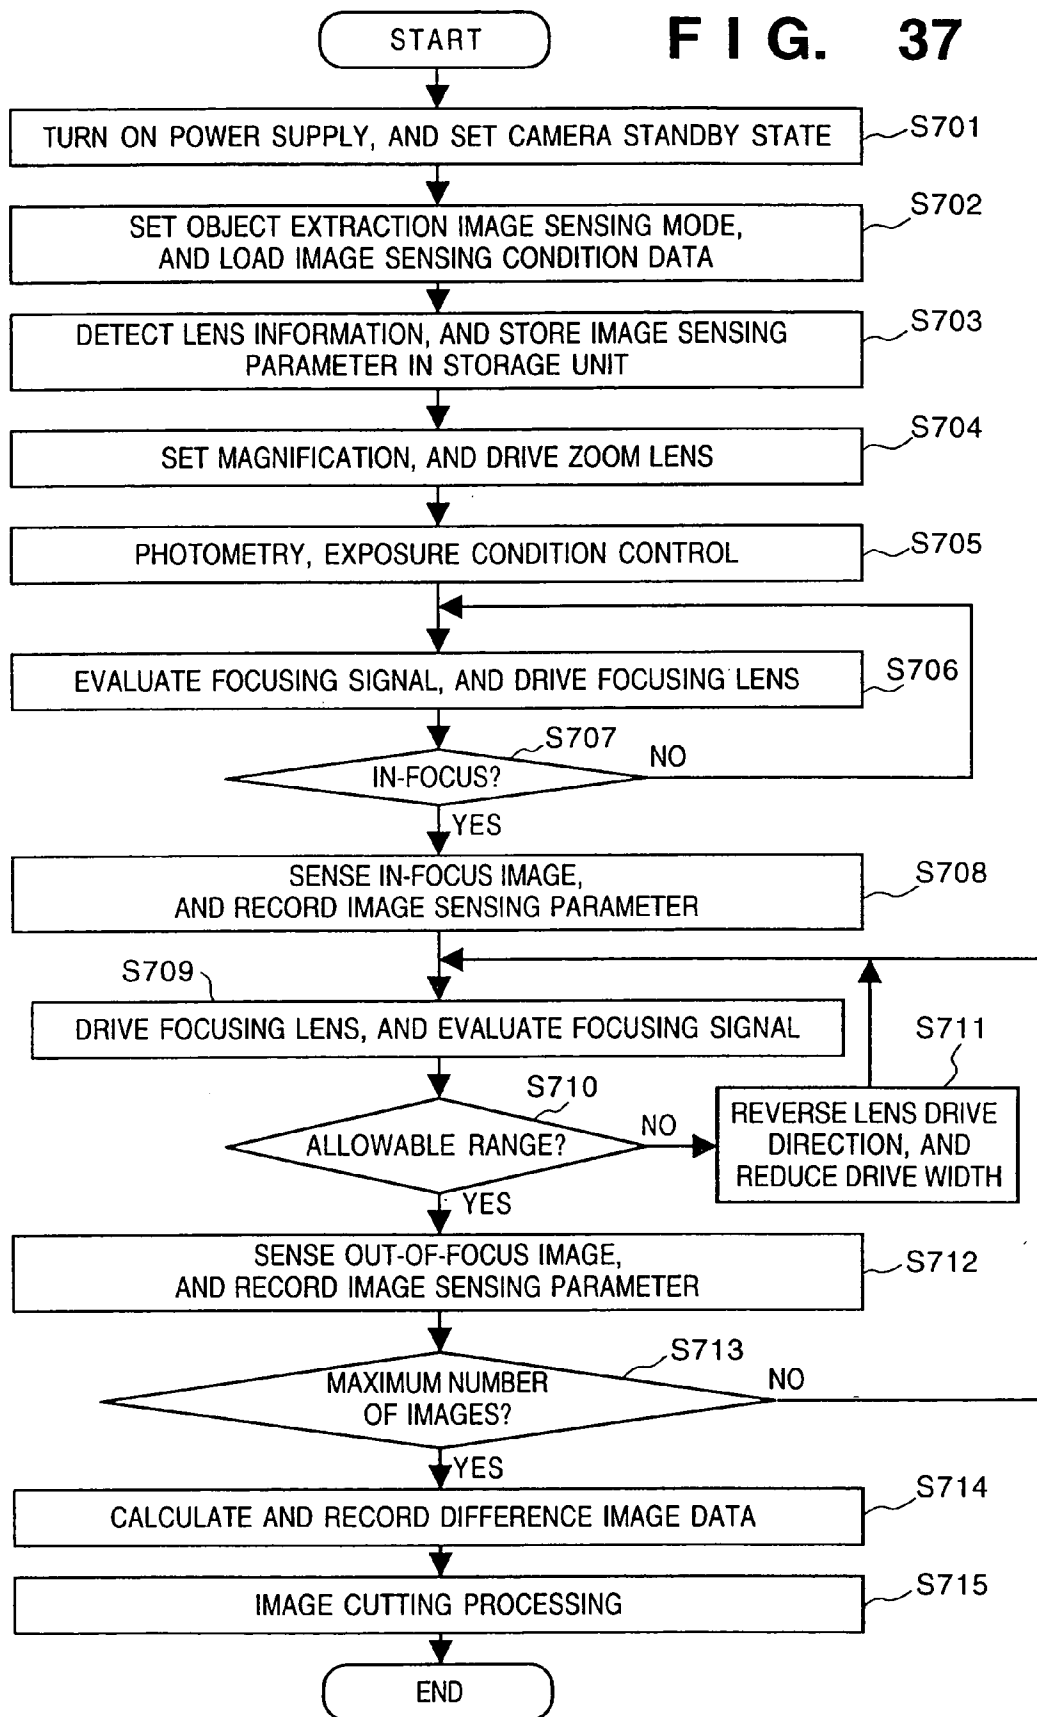 START
F I G. 37
TURN ON POWER SUPPLY, AND SET CAMERA STANDBY STATE
S701
S702
SET OBJECT EXTRACTION IMAGE SENSING MODE,
AND LOAD IMAGE SENSING CONDITION DATA
S703
DETECT LENS INFORMATION, AND STORE IMAGE SENSING
PARAMETER IN STORAGE UNIT
S704
SET MAGNIFICATION, AND DRIVE ZOOM LENS
PHOTOMETRY, EXPOSURE CONDITION CONTROL
S705
EVALUATE FOCUSING SIGNAL, AND DRIVE FOCUSING LENS
S706
S707
IN-FOCUS?
NO
YES
SENSE IN-FOCUS IMAGE,
AND RECORD IMAGE SENSING PARAMETER
S708
S709
DRIVE FOCUSING LENS, AND EVALUATE FOCUSING SIGNAL
S710
ALLOWABLE RANGE?
NO
S711
REVERSE LENS DRIVE
DIRECTION, AND
REDUCE DRIVE WIDTH
YES
SENSE OUT-OF-FOCUS IMAGE,
AND RECORD IMAGE SENSING PARAMETER
S712
S713
MAXIMUM NUMBER
OF IMAGES?
NO
YES
S714
CALCULATE AND RECORD DIFFERENCE IMAGE DATA
S715
IMAGE CUTTING PROCESSING
END